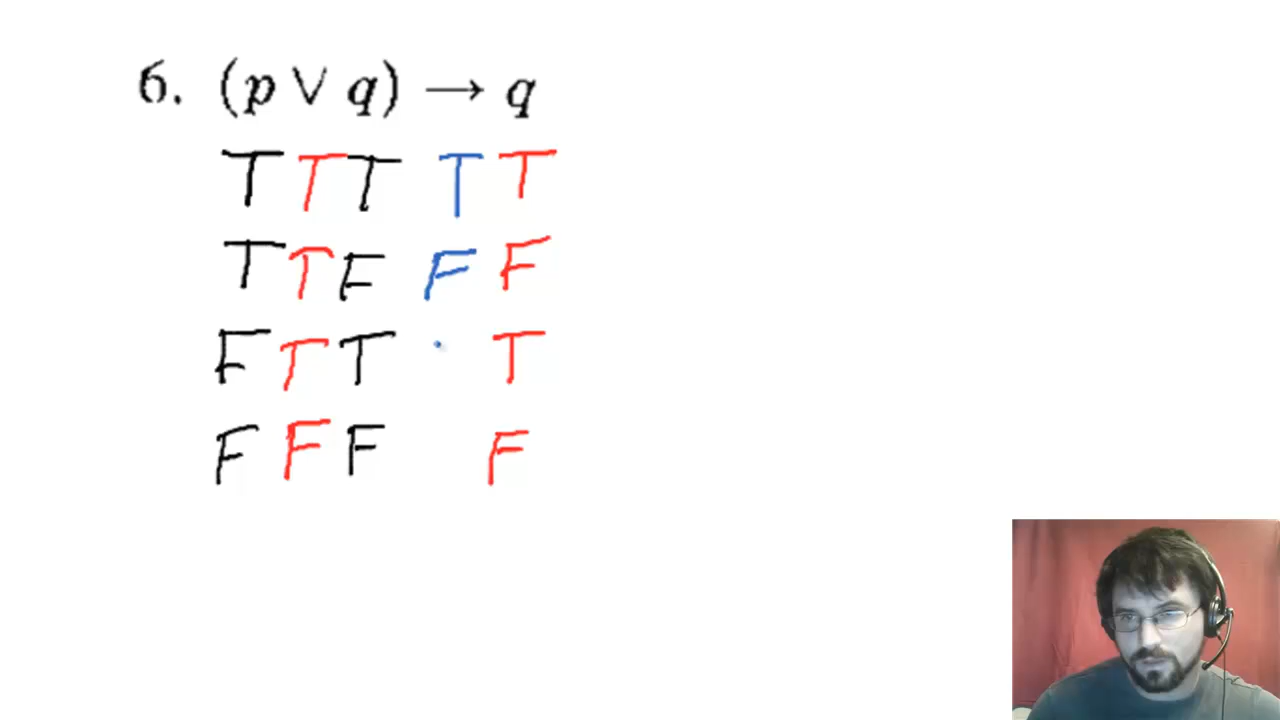 6. (p ∨ q) → q
T T T T T
T T F F F
F T T T
F F F F